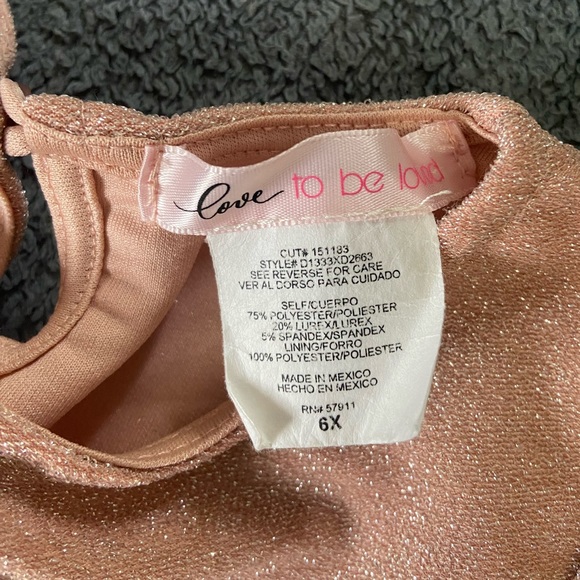 love to be loved
CUT# 151183
STYLE# D1333XD2663
SEE REVERSE FOR CARE
VER AL CORSO PARA CUIDADO
SELF/CUERPO
75% POLYESTER/POLIESTER
20% LUREX/LUREX
5% SPANDEX/SPANDEX
LINING/FORRO
100% POLYESTER/POLIESTER
MADE IN MEXICO
HECHO EN MEXICO
RN# 57911
6X